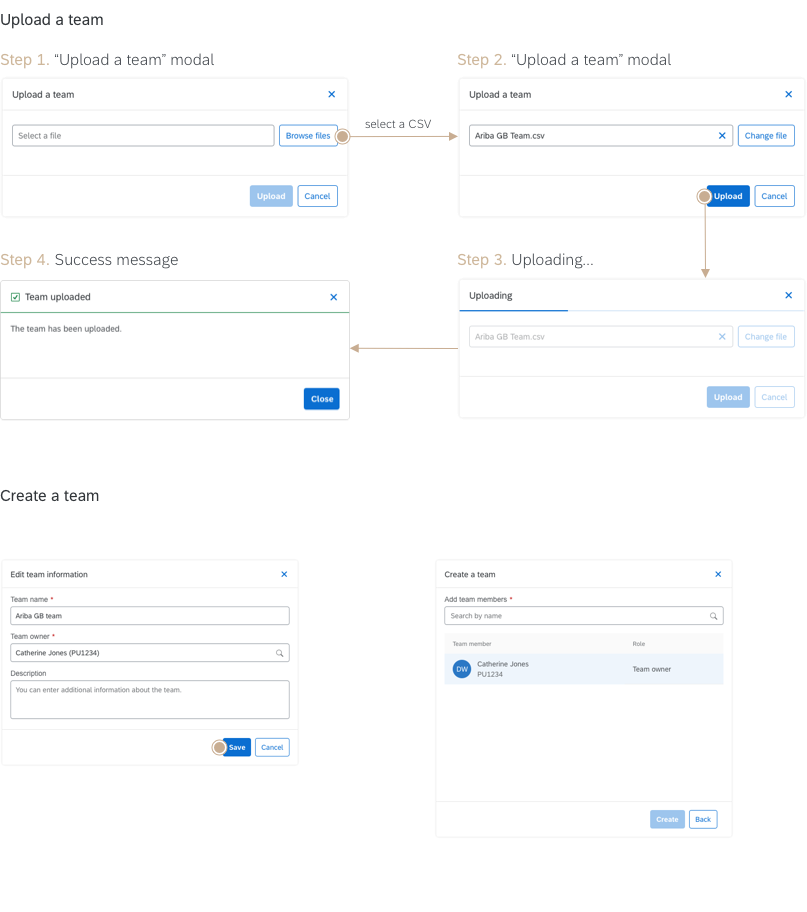 Upload a team
Step 1. “Upload a team” modal
Upload a team
Select a file
Browse files
Upload
Cancel
select a CSV
Step 2. “Upload a team” modal
Upload a team
Ariba GB Team.csv
Change file
Upload
Cancel
Step 4. Success message
Team uploaded
The team has been uploaded.
Close
Step 3. Uploading...
Uploading
Ariba GB Team.csv
Change file
Upload
Cancel
Create a team
Edit team information
Team name *
Ariba GB team
Team owner *
Catherine Jones (PU1234)
Description
You can enter additional information about the team.
Save
Cancel
Create a team
Add team members *
Search by name
Team member
Role
DW
Catherine Jones
PU1234
Team owner
Create
Back